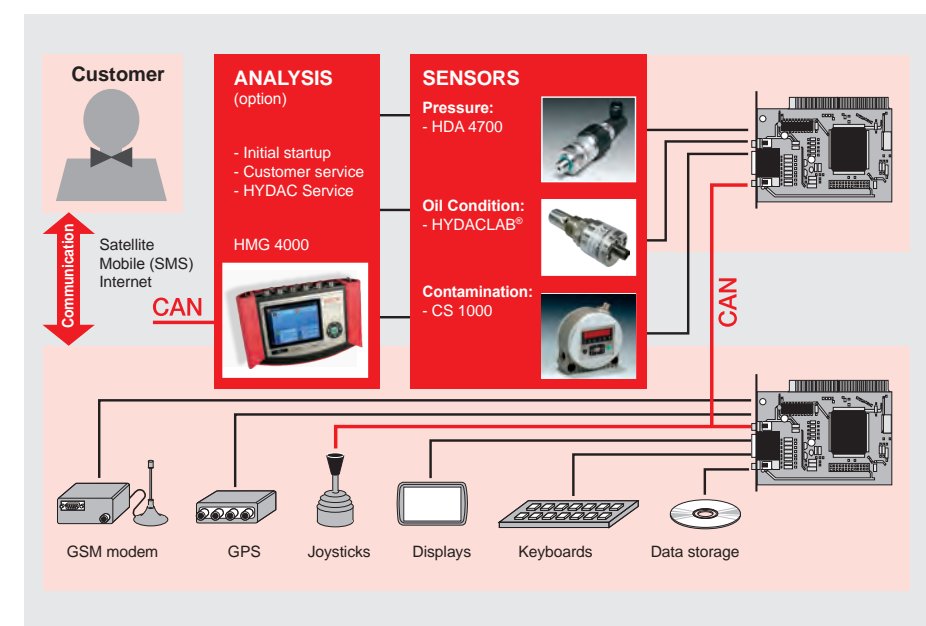 Customer
Communication
Satellite
Mobile (SMS)
Internet
CAN
ANALYSIS
(option)
- Initial startup
- Customer service
- HYDAC Service
HMG 4000
SENSORS
Pressure:
- HDA 4700
Oil Condition:
- HYDACLAB®
Contamination:
- CS 1000
CAN
GSM modem
GPS
Joysticks
Displays
Keyboards
Data storage